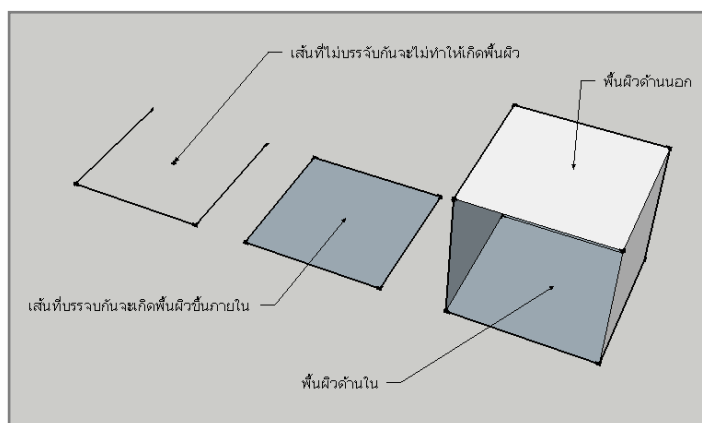 เส้นที่ไม่บรรจับกันจะไม่ทำให้เกิดพื้นผิว
พื้นผิวด้านนอก
เส้นที่บรรจบกันจะเกิดพื้นผิวขึ้นภายใน
พื้นผิวด้านใน